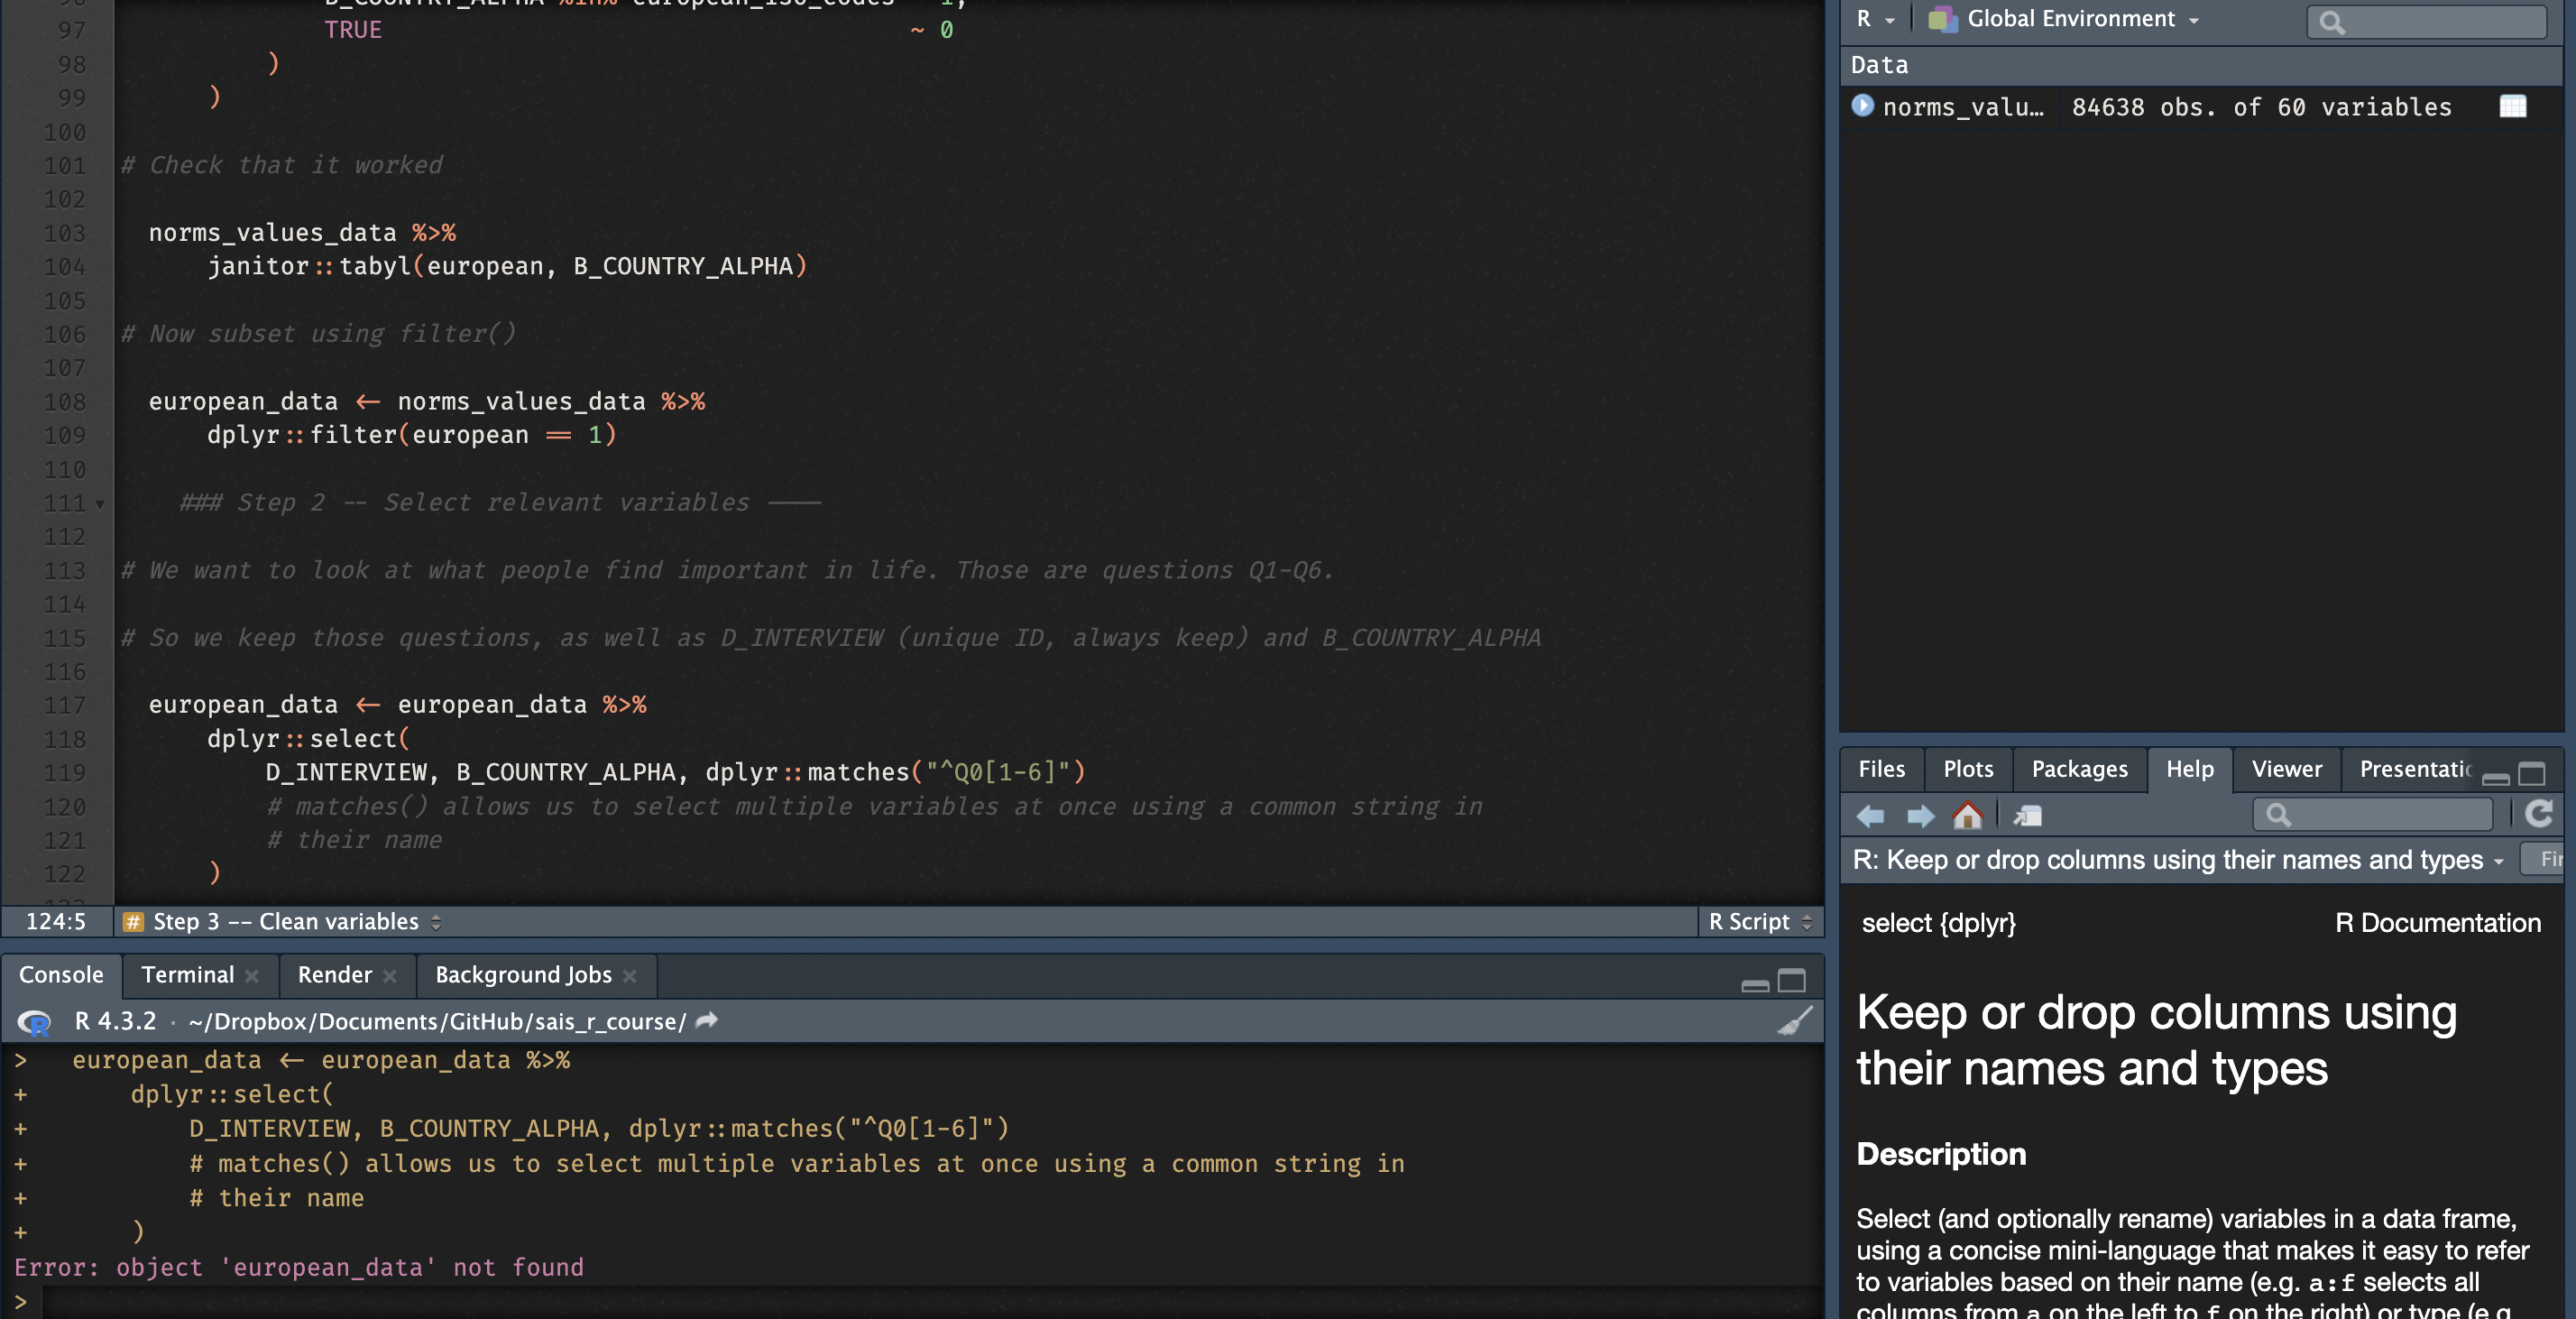 97 TRUE ~ 0
98 )
99 )
100
101 # Check that it worked
102
103 norms_values_data %>%
104 janitor::tabyl(european, B_COUNTRY_ALPHA)
105
106 # Now subset using filter()
107
108 european_data <- norms_values_data %>%
109 dplyr::filter(european == 1)
110
111 ### Step 2 -- Select relevant variables ----
112
113 # We want to look at what people find important in life. Those are questions Q1-Q6.
114
115 # So we keep those questions, as well as D_INTERVIEW (unique ID, always keep) and B_COUNTRY_ALPHA
116
117 european_data <- european_data %>%
118 dplyr::select(
119 D_INTERVIEW, B_COUNTRY_ALPHA, dplyr::matches("^Q0[1-6]")
120 # matches() allows us to select multiple variables at once using a common string in
121 # their name
122 )
124:5 # Step 3 -- Clean variables R Script
Console Terminal Render Background Jobs
R 4.3.2 · ~/Dropbox/Documents/GitHub/sais_r_course/
> european_data <- european_data %>%
+ dplyr::select(
+ D_INTERVIEW, B_COUNTRY_ALPHA, dplyr::matches("^Q0[1-6]")
+ # matches() allows us to select multiple variables at once using a common string in
+ # their name
+ )
Error: object 'european_data' not found
>
R Global Environment
Data
norms_valu… 84638 obs. of 60 variables
Files Plots Packages Help Viewer Presentatic
R: Keep or drop columns using their names and types Fir
select {dplyr} R Documentation
Keep or drop columns using
their names and types
Description
Select (and optionally rename) variables in a data frame,
using a concise mini-language that makes it easy to refer
to variables based on their name (e.g. a:f selects all
columns from a on the left to f on the right) or type (e.g.